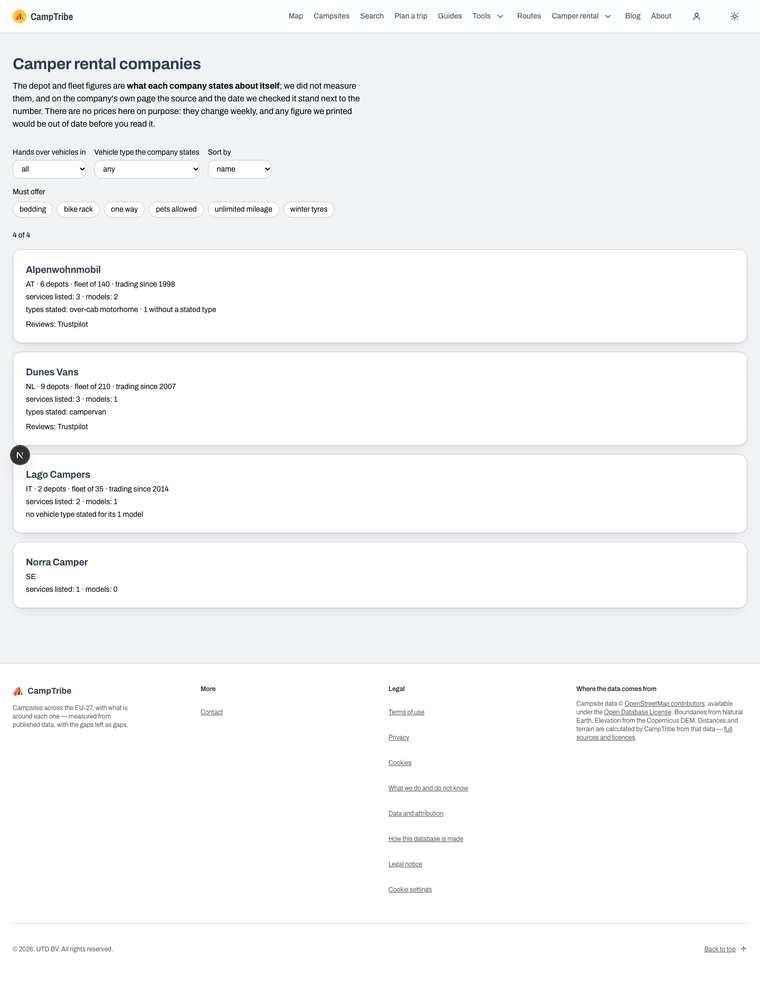 CampTribe
Map Campsites Search Plan a trip Guides Tools Routes Camper rental Blog About
Camper rental companies
The depot and fleet figures are what each company states about itself; we did not measure
them, and on the company's own page the source and the date we checked it stand next to the
number. There are no prices here on purpose: they change weekly, and any figure we printed
would be out of date before you read it.
Hands over vehicles in Vehicle type the company states Sort by
all any name
Must offer
bedding bike rack one way pets allowed unlimited mileage winter tyres
4 of 4
Alpenwohnmobil
AT · 6 depots · fleet of 140 · trading since 1998
services listed: 3 · models: 2
types stated: over-cab motorhome · 1 without a stated type
Reviews: Trustpilot
Dunes Vans
NL · 9 depots · fleet of 210 · trading since 2007
services listed: 3 · models: 1
types stated: campervan
Reviews: Trustpilot
N
Lago Campers
IT · 2 depots · fleet of 35 · trading since 2014
services listed: 2 · models: 1
no vehicle type stated for its 1 model
Norra Camper
SE
services listed: 1 · models: 0
CampTribe
Campsites across the EU-27, with what is
around each one — measured from
published data, with the gaps left as gaps.
More
Contact
Legal
Terms of use
Privacy
Cookies
What we do and do not know
Data and attribution
How this database is made
Legal notice
Cookie settings
Where the data comes from
Campsite data © OpenStreetMap contributors, available
under the Open Database License. Boundaries from Natural
Earth. Elevation from the Copernicus DEM. Distances and
terrain are calculated by CampTribe from that data — full
sources and licences.
© 2026, UTD BV. All rights reserved.
Back to top